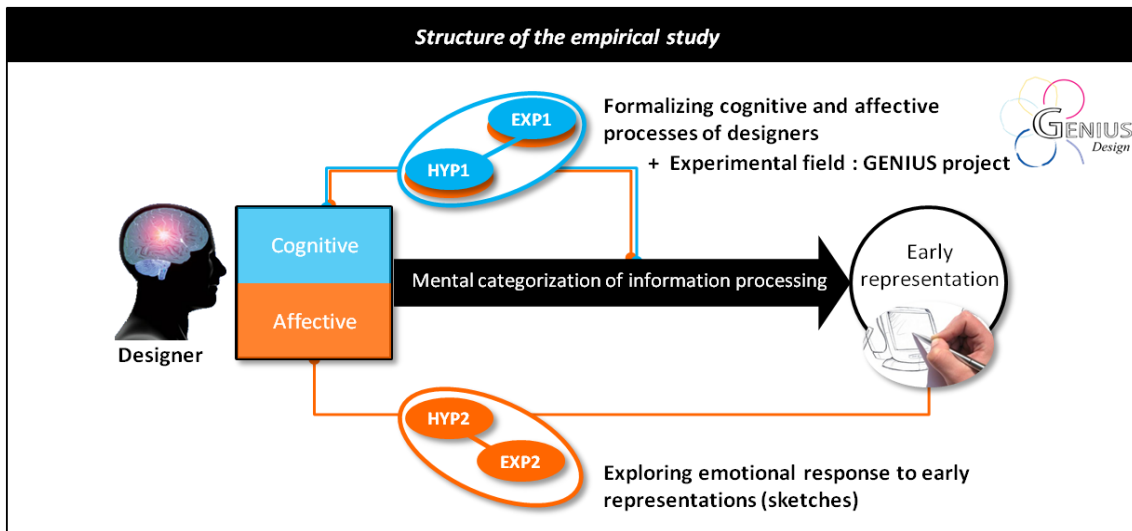 Structure of the empirical study
EXP1
HYP1
Formalizing cognitive and affective
processes of designers
+ Experimental field : GENIUS project
GENIUS
Design
Cognitive
Affective
Designer
Mental categorization of information processing
Early
representation
HYP2
EXP2
Exploring emotional response to early
representations (sketches)